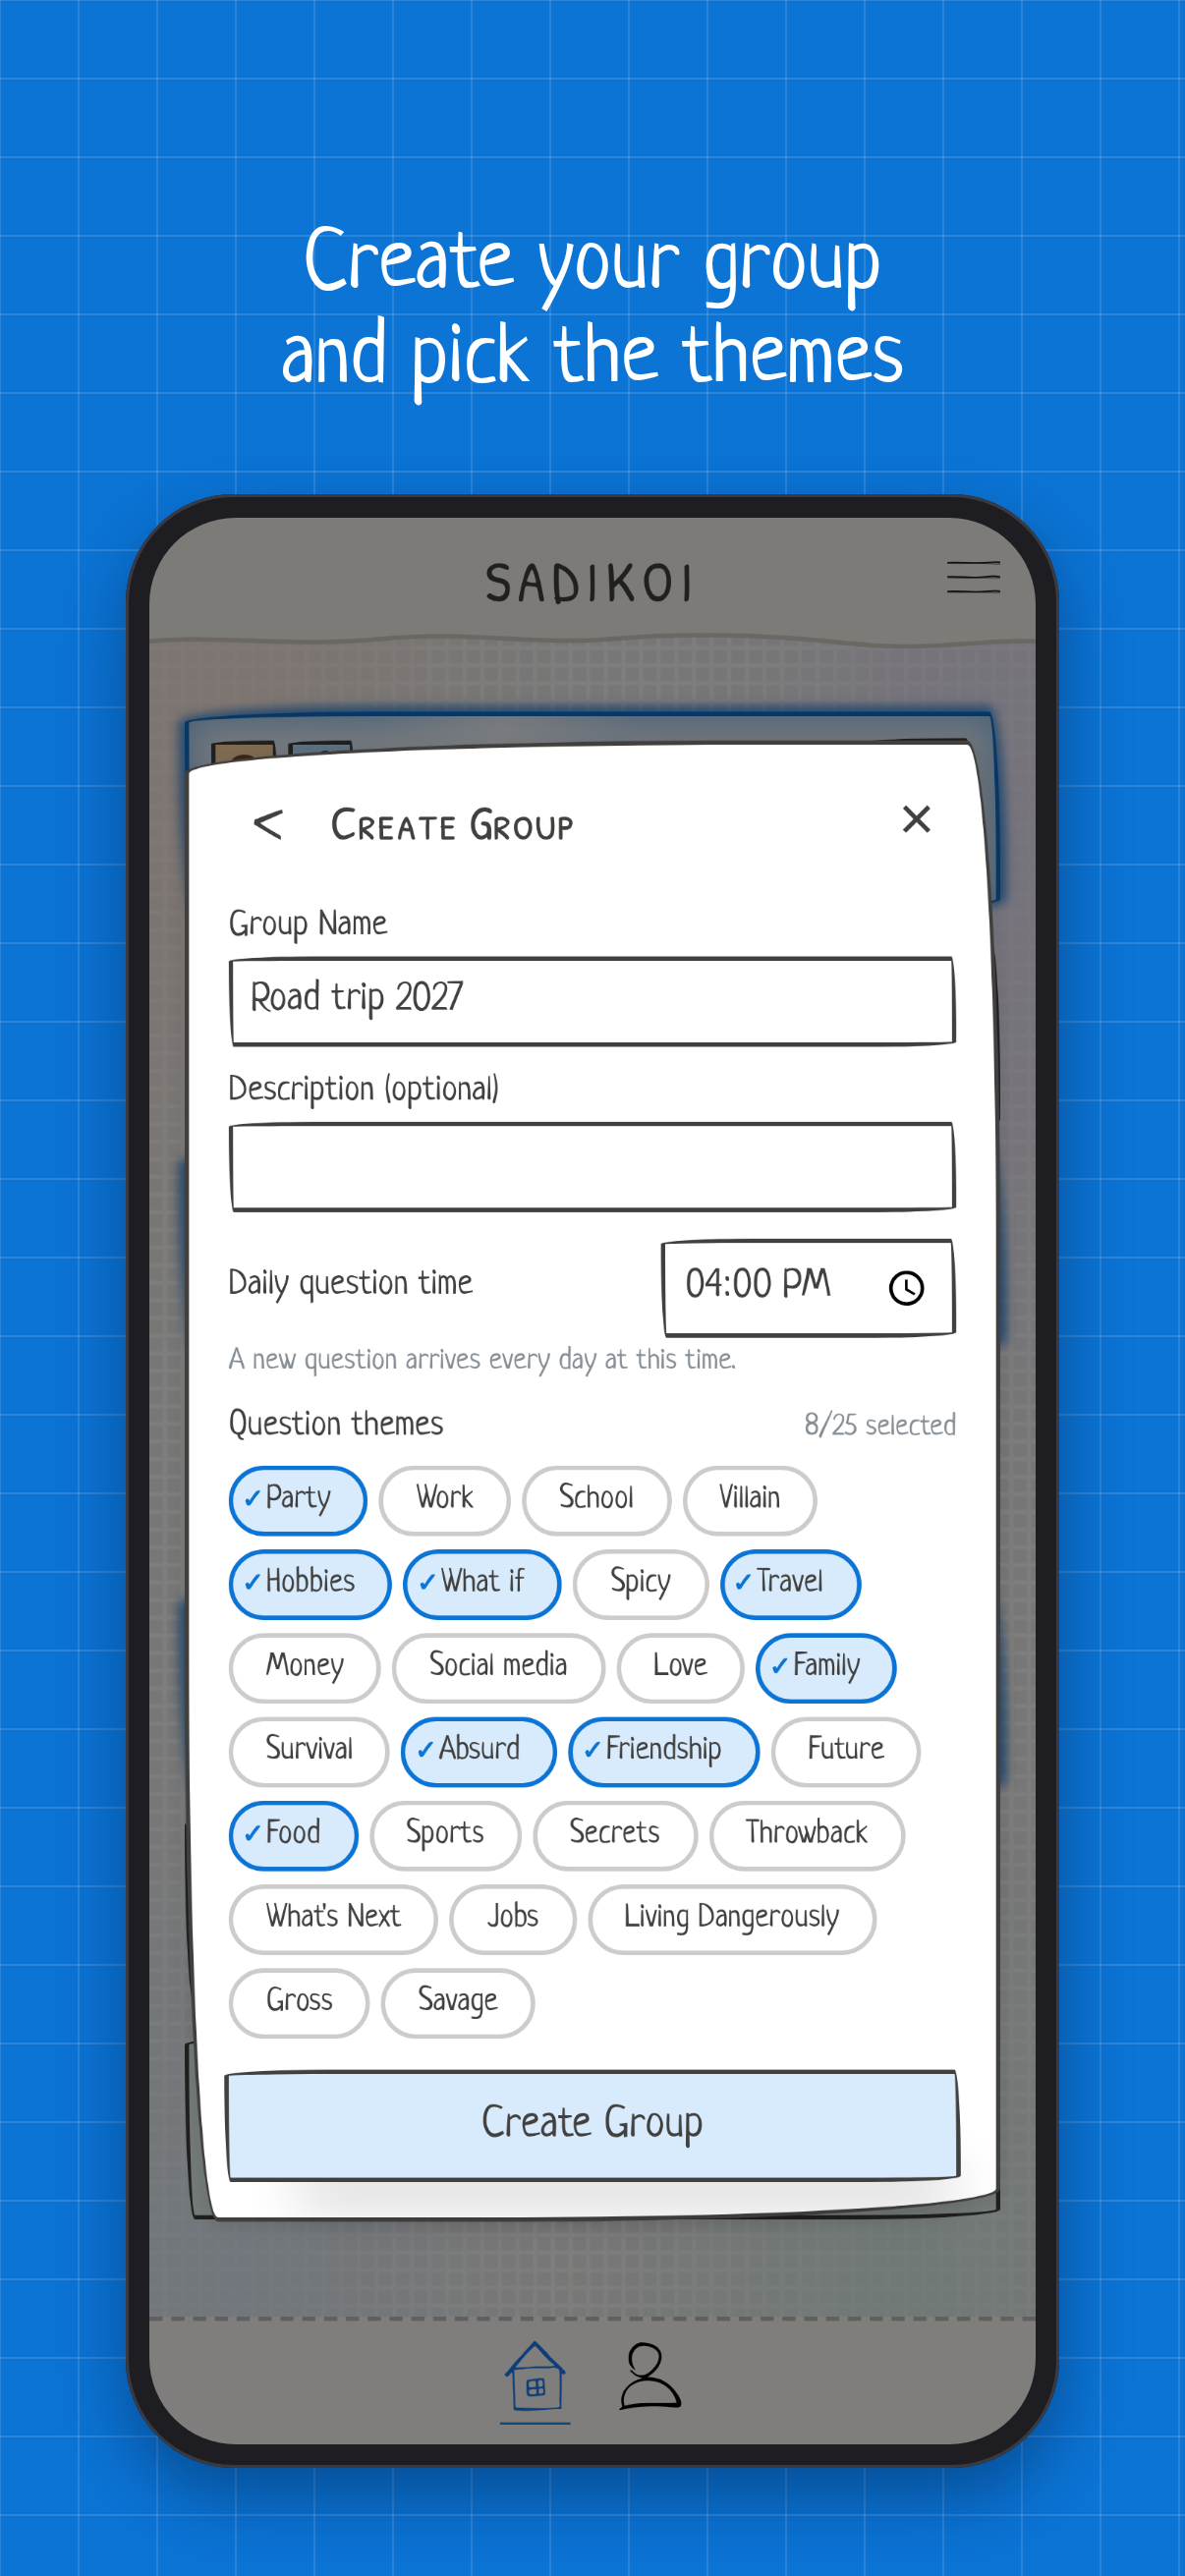 Create your group
and pick the themes
SADIKOI
< Create Group ✕
Group Name
Road trip 2027
Description (optional)
Daily question time 04:00 PM
A new question arrives every day at this time.
Question themes 8/25 selected
✓Party Work School Villain
✓Hobbies ✓What if Spicy ✓Travel
Money Social media Love ✓Family
Survival ✓Absurd ✓Friendship Future
✓Food Sports Secrets Throwback
What's Next Jobs Living Dangerously
Gross Savage
Create Group